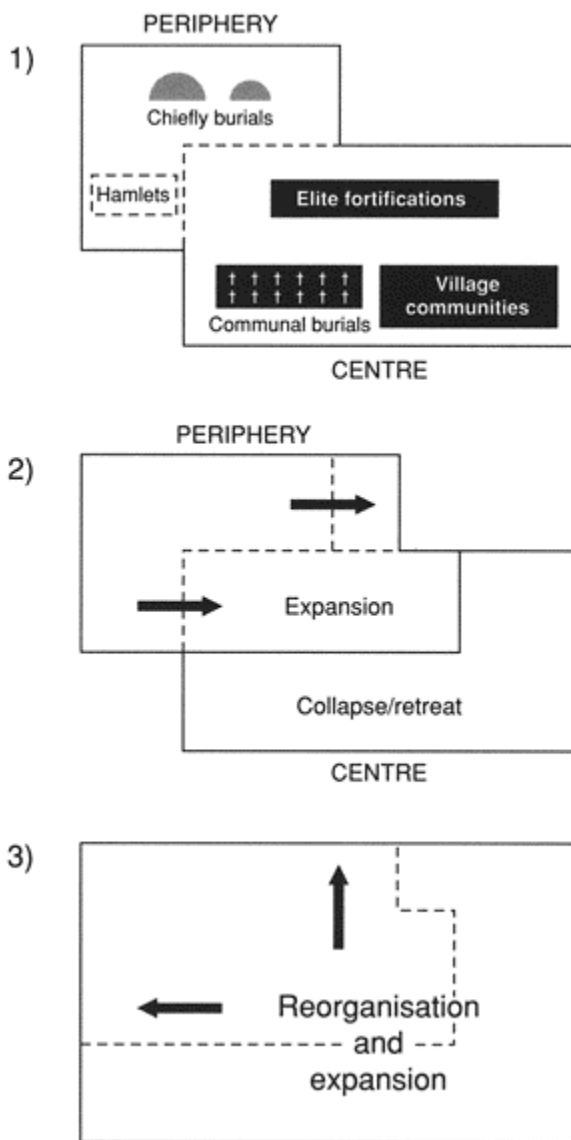 PERIPHERY
1)
Chiefly burials
Hamlets
Elite fortifications
Village
communities
Communal burials
CENTRE
PERIPHERY
2)
Expansion
Collapse/retreat
CENTRE
3)
Reorganisation
and
expansion